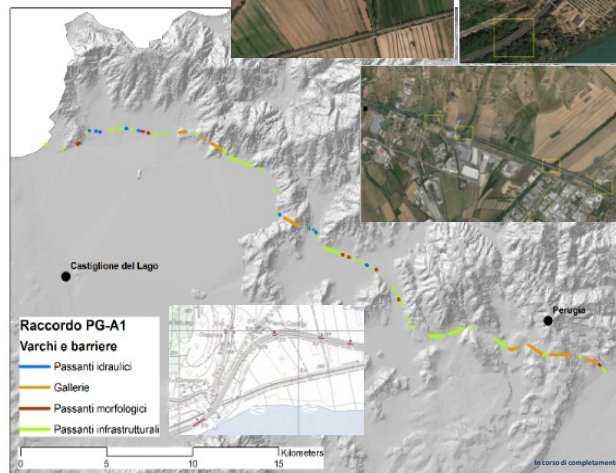 Castiglione del Lago
Perugia
Raccordo PG-A1
Varchi e barriere
Passanti idraulici
Gallerie
Passanti morfologici
Passanti infrastrutturali
Kilometers
0 5 10 15
In corso di completament